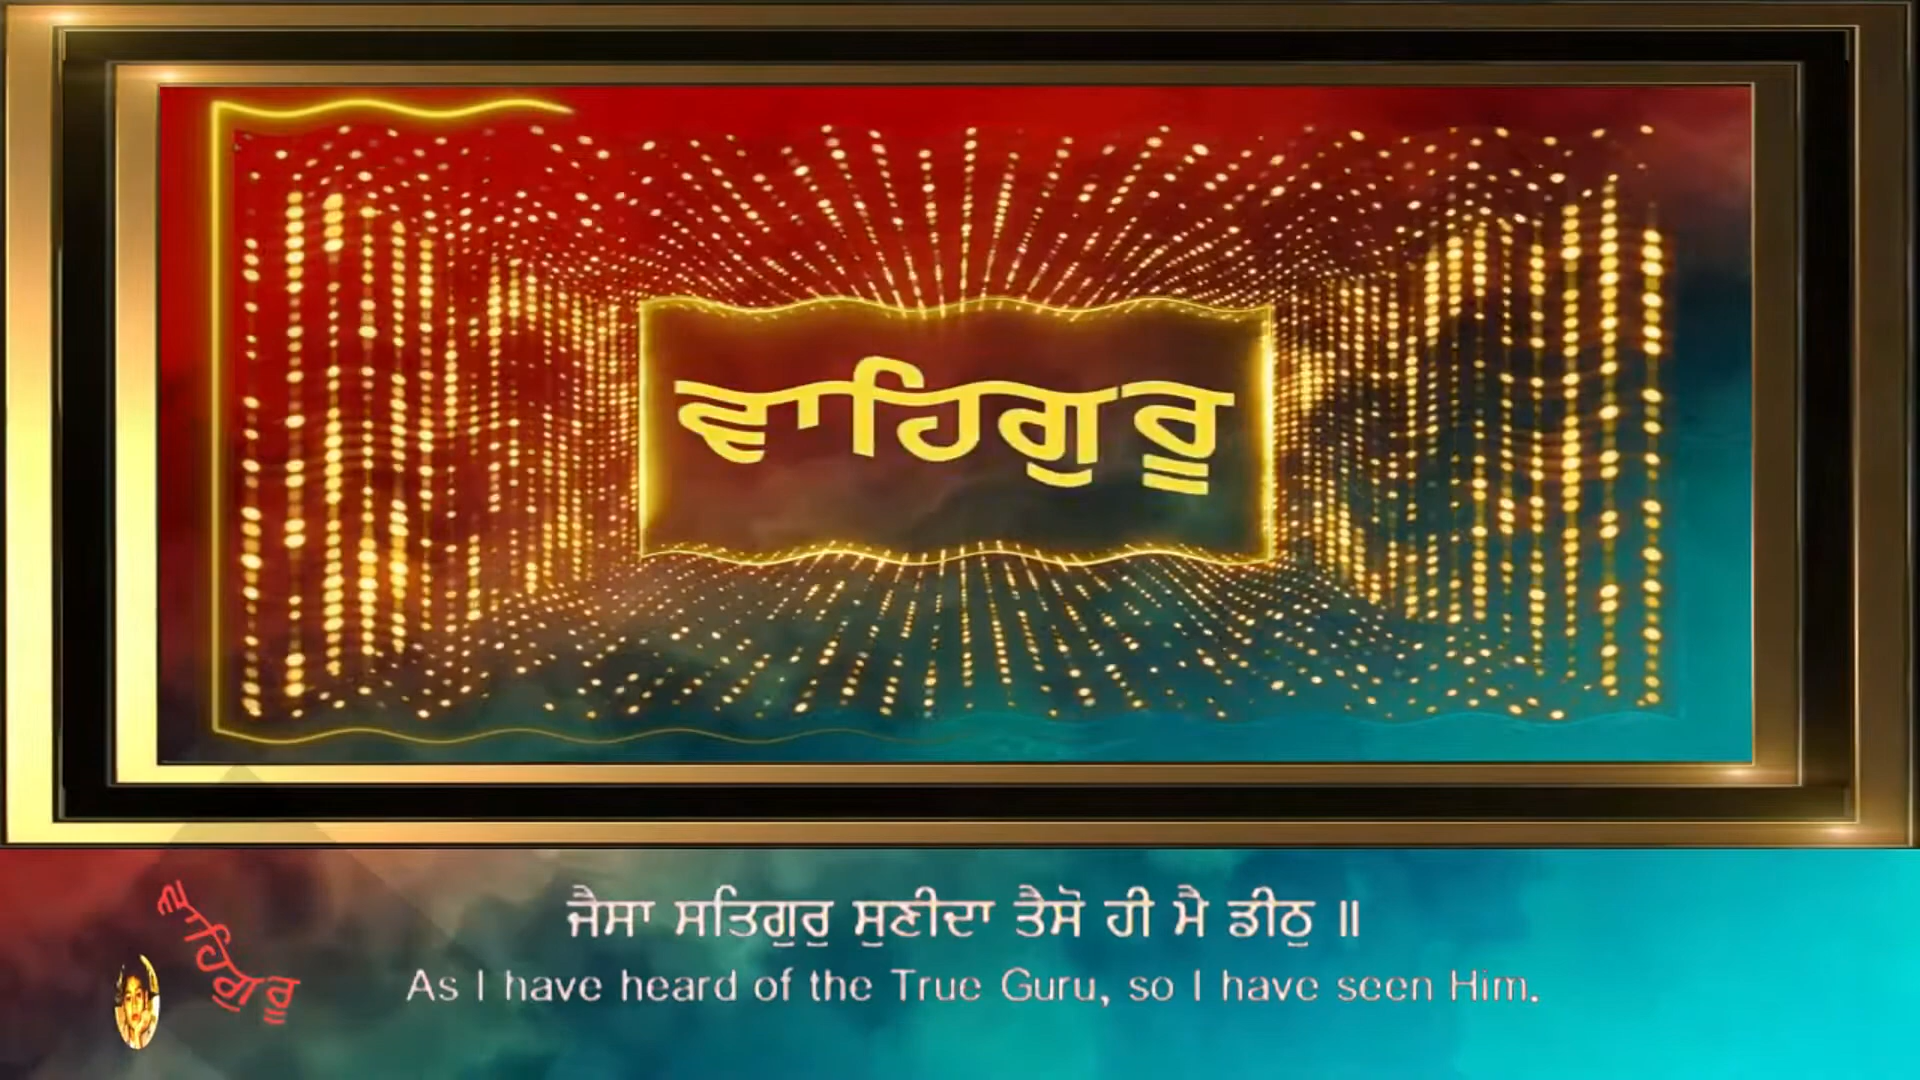 ਵਾਹਿਗੁਰੂ
ਵਾਹਿਗੁਰੂ
ਜੈਸਾ ਸਤਿਗੁਰੁ ਸੁਣੀਦਾ ਤੈਸੋ ਹੀ ਮੈ ਡੀਠੁ ॥
As I have heard of the True Guru, so I have seen Him.